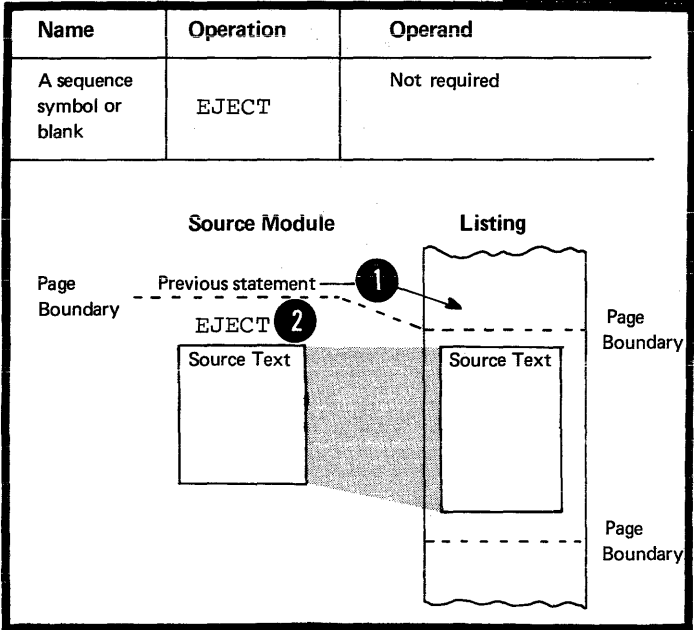 Name Operation Operand
A sequence symbol or blank EJECT Not required
Source Module Listing
Page Boundary
Previous statement 1
EJECT 2
Source Text
Source Text
Page Boundary
Page Boundary